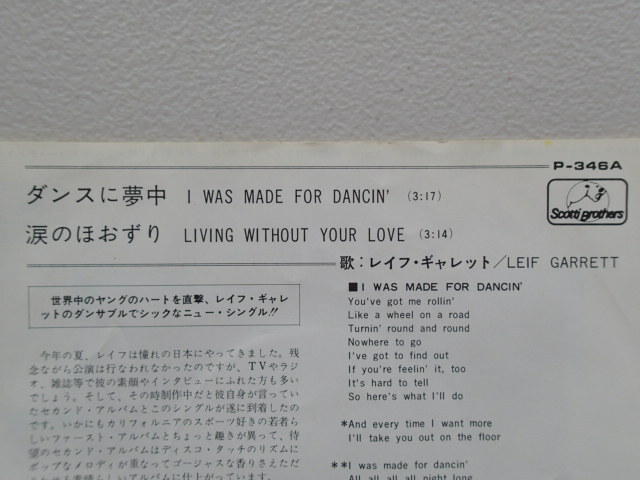 P-346A
ダンスに夢中 I WAS MADE FOR DANCIN' (3:17)
涙のほおずり LIVING WITHOUT YOUR LOVE (3:14)
Scotti Brothers
歌:レイフ・ギャレット/LEIF GARRETT
世界中のヤングのハートを直撃、レイフ・ギャレ
ットのダンサブルでシックなニュー・シングル!!
今年の夏、レイフは憧れの日本にやってきました。残
念ながら公演は行なわれなかったのですが、TVやラジ
オ、雑誌等で彼の素顔やインタビューにふれた方も多い
でしょう。そして、その時制作中だと彼自身が言ってい
たセカンド・アルバムとこのシングルが遂に到着したの
です。いかにもカリフォルニアのスポーツ好きの若者ら
しいファースト・アルバムとちょっと趣きが異って、待
望のセカンド・アルバムはディスコ・タッチのリズムに
ポップなメロディが重なってゴージャスな香りさえただ
■I WAS MADE FOR DANCIN'
You've got me rollin'
Like a wheel on a road
Turnin' round and round
Nowhere to go
I've got to find out
If you're feelin' it, too
It's hard to tell
So here's what I'll do
*And every time I want more
I'll take you out on the floor
**I was made for dancin'
All, all, all, all night long